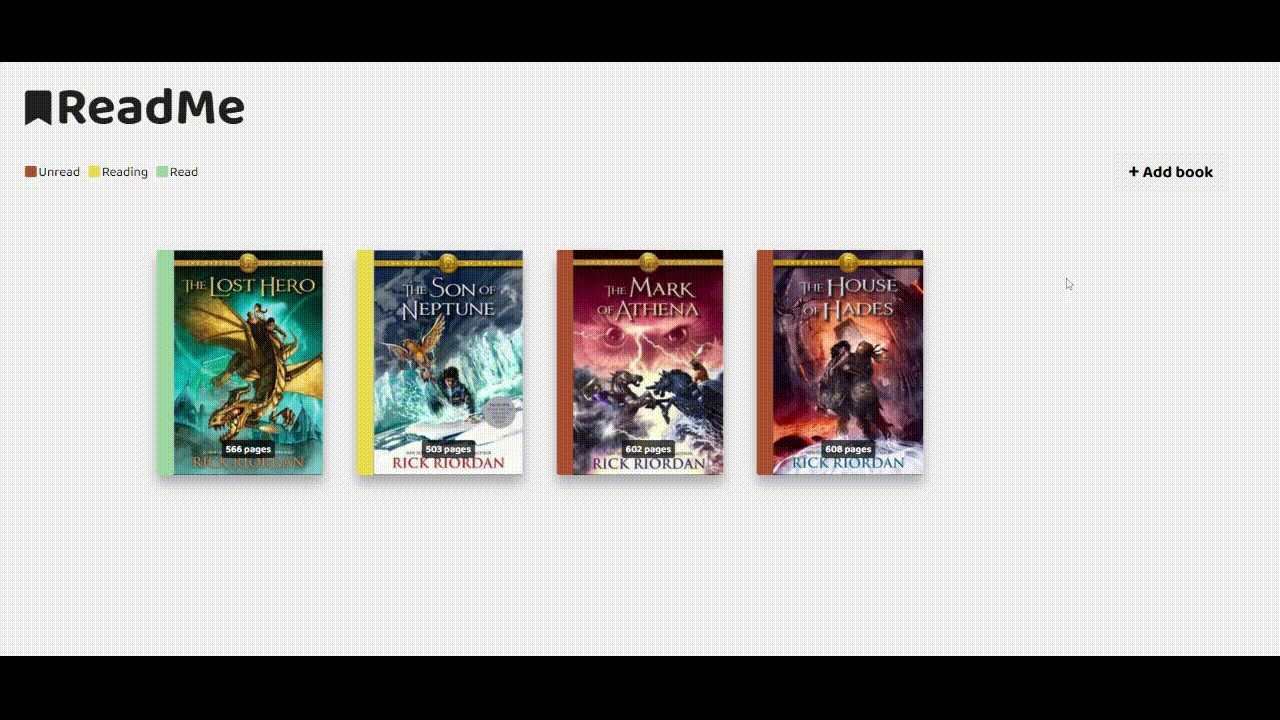 ReadMe
Unread Reading Read
+ Add book
THE LOST HERO
566 pages
RICK RIORDAN
THE SON OF
NEPTUNE
503 pages
RICK RIORDAN
THE MARK
OF ATHENA
602 pages
RICK RIORDAN
THE HOUSE
OF HADES
608 pages
RICK RIORDAN